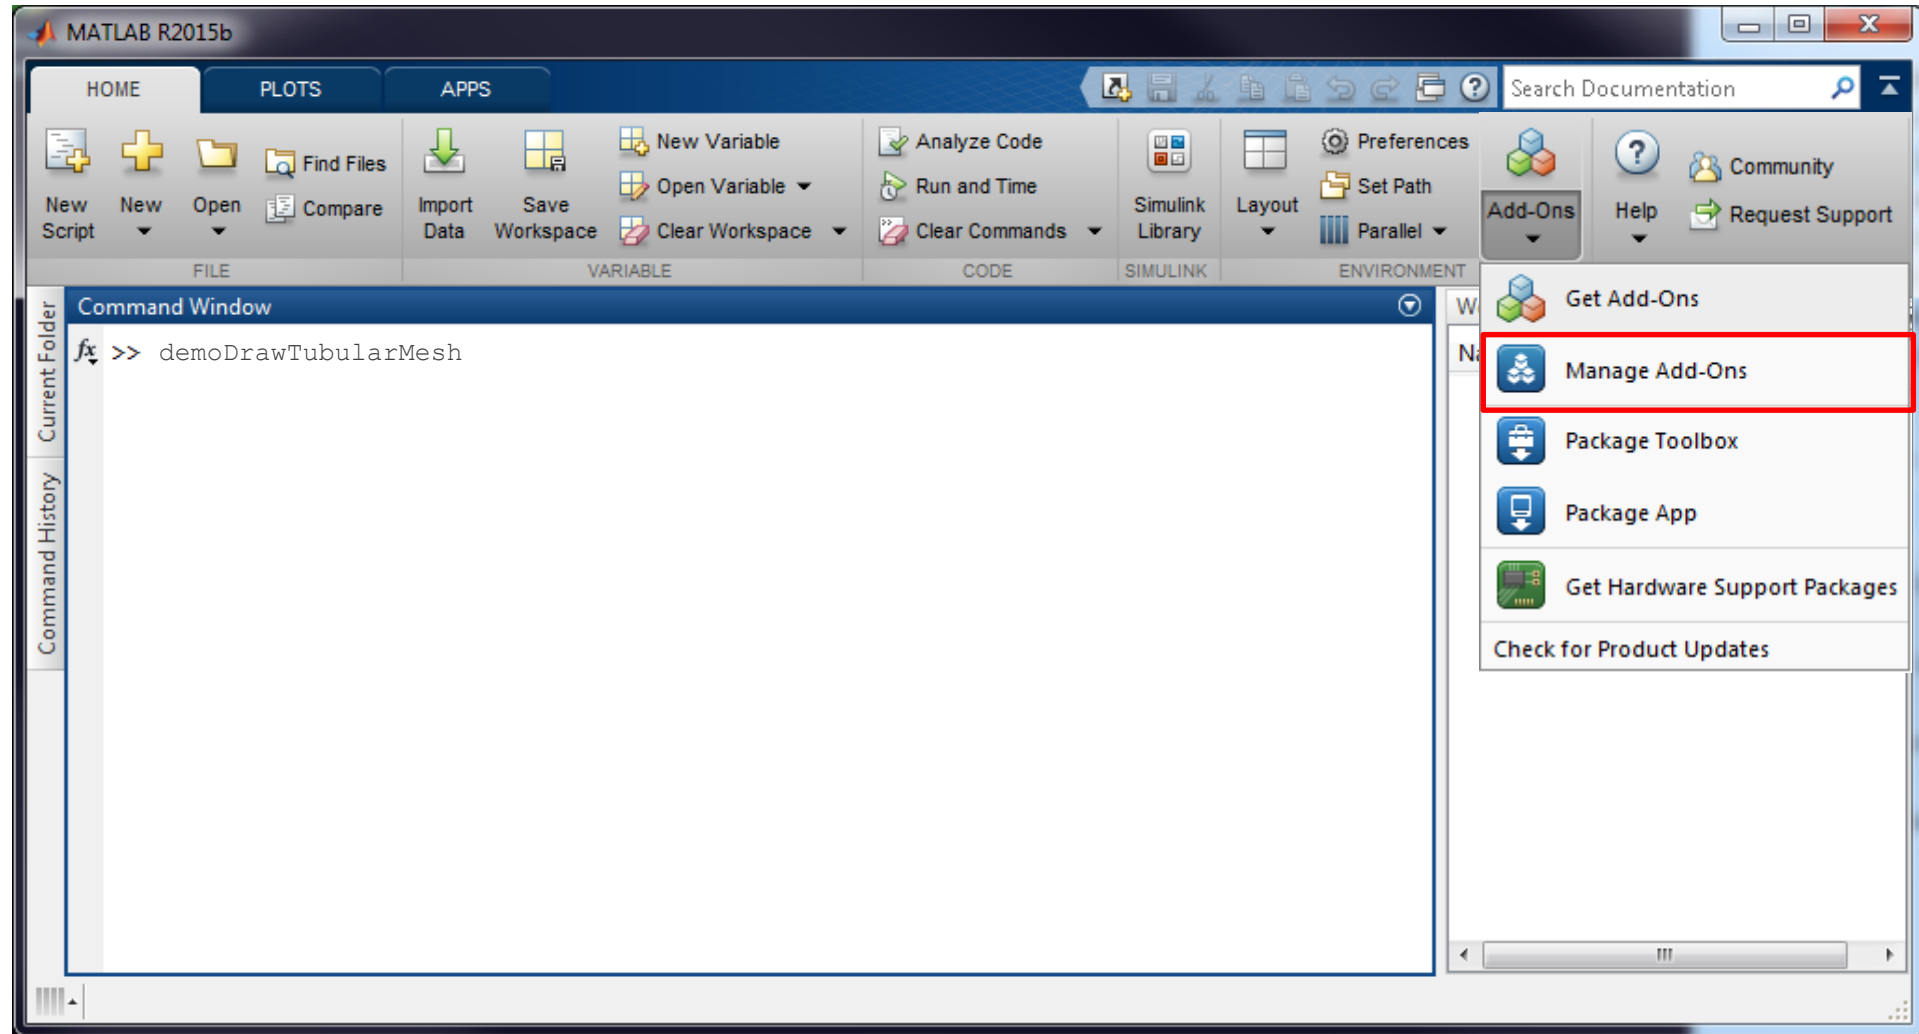 MATLAB R2015b
HOME
PLOTS
APPS
Search Documentation
New Script
New
Open
Find Files
Compare
Import Data
Save Workspace
New Variable
Open Variable
Clear Workspace
Analyze Code
Run and Time
Clear Commands
Simulink Library
Layout
Preferences
Set Path
Parallel
Add-Ons
Help
Community
Request Support
FILE
VARIABLE
CODE
SIMULINK
ENVIRONMENT
Current Folder
Command History
Command Window
fx >> demoDrawTubularMesh
Get Add-Ons
Manage Add-Ons
Package Toolbox
Package App
Get Hardware Support Packages
Check for Product Updates